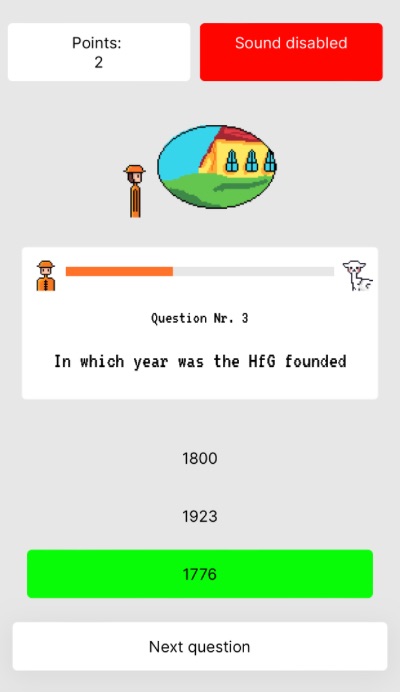 Points:
2
Sound disabled
Question Nr. 3
In which year was the HfG founded
1800
1923
1776
Next question